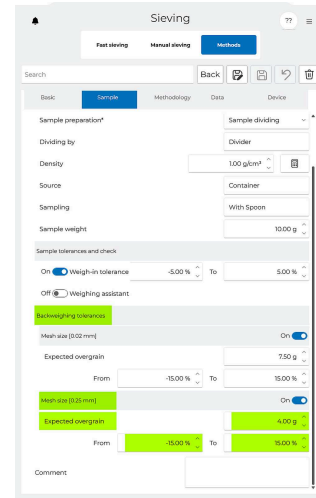 Sieving
??
Fast sieving Manual sieving Methods
Search Back
Basic Sample Methodology Data Device
Sample preparation* Sample dividing
Dividing by Divider
Density 1.00 g/cm³
Source Container
Sampling With Spoon
Sample weight 10.00 g
Sample tolerances and check
On Weigh-in tolerance -5.00 % To 5.00 %
Off Weighing assistant
Backweighing tolerances
Mesh size [0.02 mm] On
Expected overgrain 7.50 g
From -15.00 % To 15.00 %
Mesh size [0.25 mm] On
Expected overgrain 4.00 g
From -15.00 % To 15.00 %
Comment